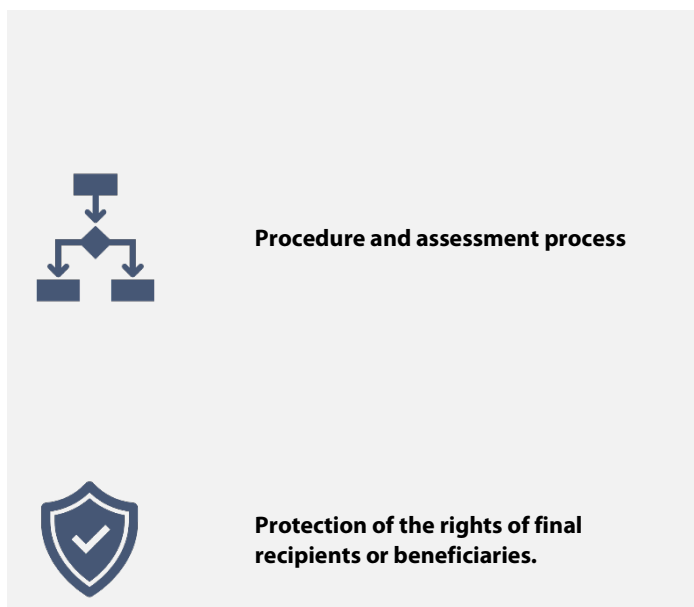 Procedure and assessment process
Protection of the rights of final
recipients or beneficiaries.